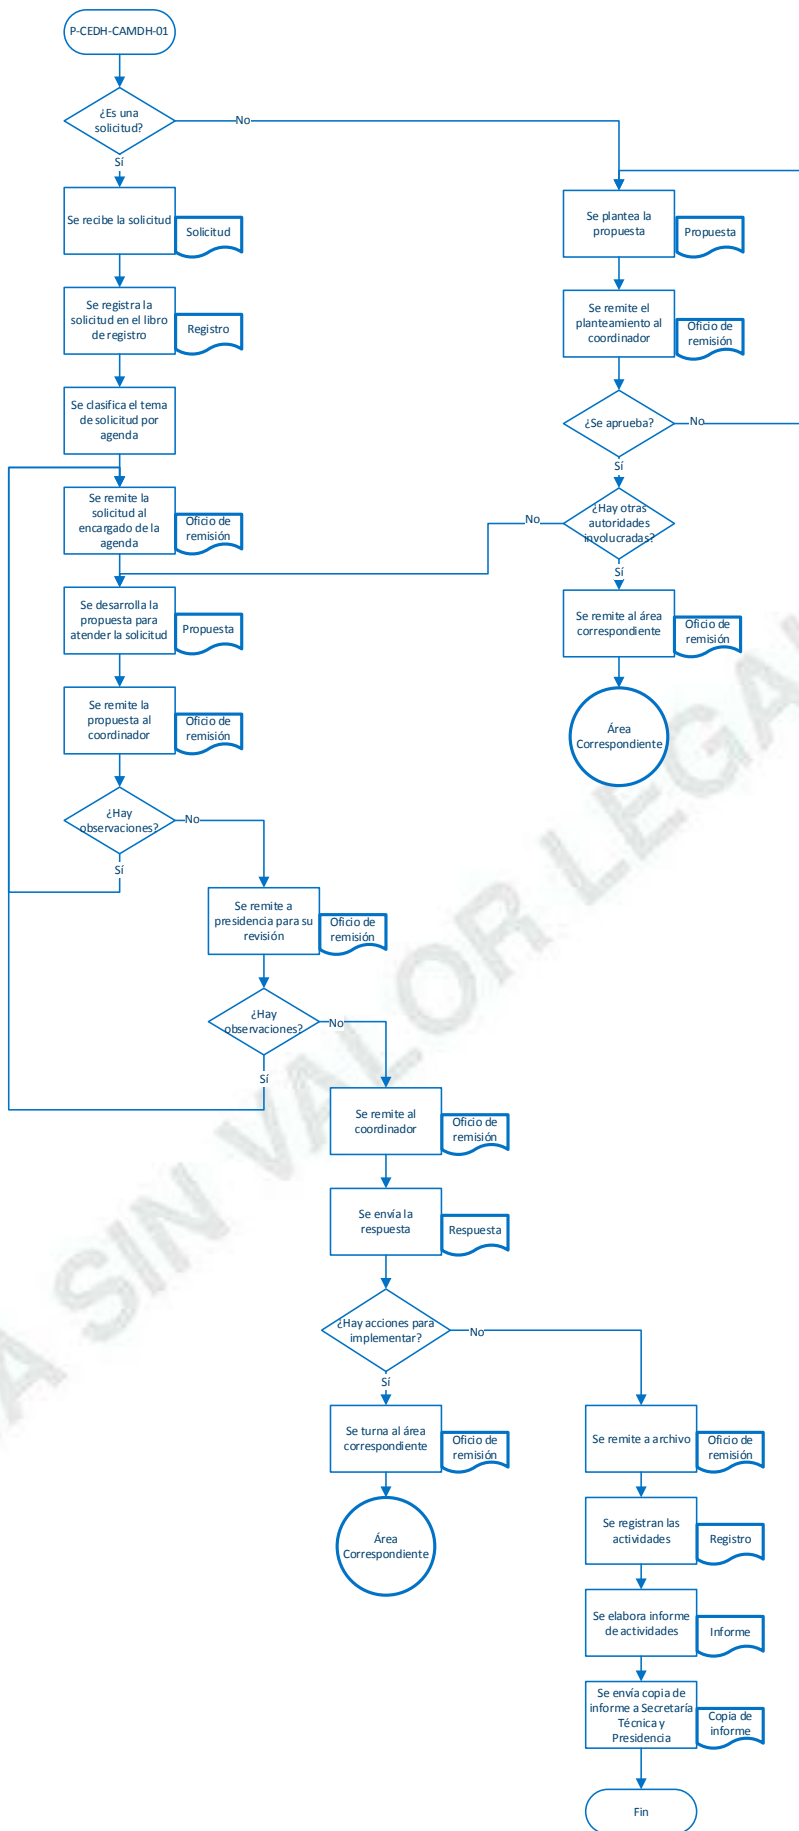 P-CEDH-CAMDH-01
¿Es una
solicitud?
No
Sí
Se recibe la solicitud
Solicitud
Se registra la
solicitud en el libro
de registro
Registro
Se clasifica el tema
de solicitud por
agenda
Se remite la
solicitud al
encargado de la
agenda
Oficio de
remisión
Se desarrolla la
propuesta para
atender la solicitud
Propuesta
Se remite la
propuesta al
coordinador
Oficio de
remisión
¿Hay
observaciones?
No
Sí
Se plantea la
propuesta
Propuesta
Se remite el
planteamiento al
coordinador
Oficio de
remisión
¿Se aprueba?
No
Sí
¿Hay otras
autoridades
involucradas?
No
Sí
Se remite al área
correspondiente
Oficio de
remisión
Área
Correspondiente
Se remite a
presidencia para su
revisión
Oficio de
remisión
¿Hay
observaciones?
No
Sí
Se remite al
coordinador
Oficio de
remisión
Se envía la
respuesta
Respuesta
¿Hay acciones para
implementar?
No
Sí
Se turna al área
correspondiente
Oficio de
remisión
Área
Correspondiente
Se remite a archivo
Oficio de
remisión
Se registran las
actividades
Registro
Se elabora informe
de actividades
Informe
Se envía copia de
informe a Secretaría
Técnica y
Presidencia
Copia de
informe
Fin
A SIN VALOR LEGAL